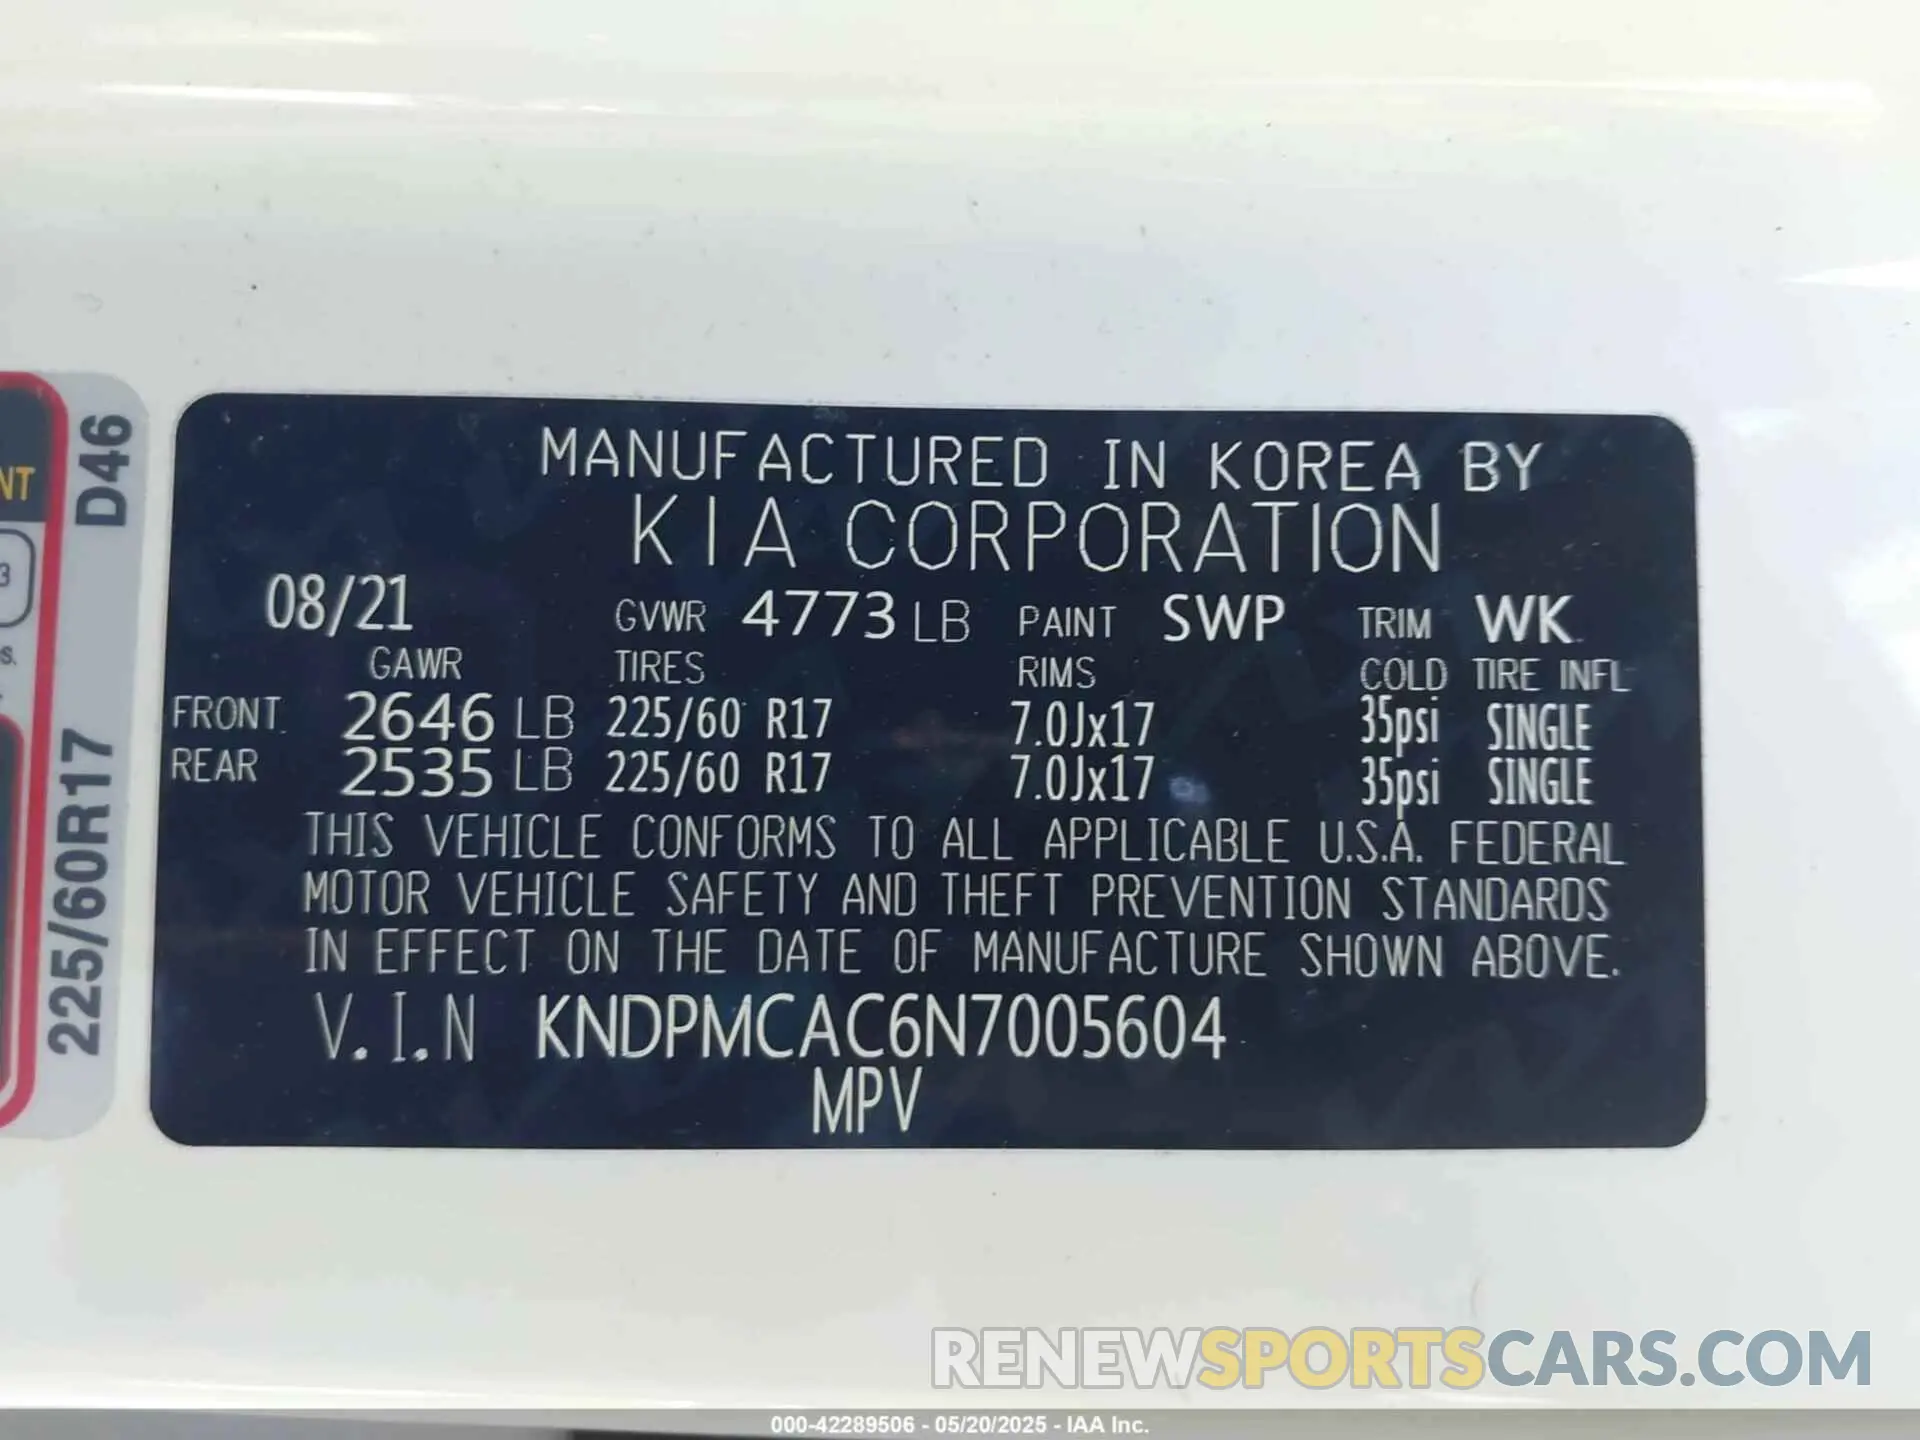 MANUFACTURED IN KOREA BY
KIA CORPORATION
08/21 GVWR 4773 LB PAINT SWP TRIM WK
GAWR TIRES RIMS COLD TIRE INFL
FRONT 2646 LB 225/60 R17 7.0Jx17 35psi SINGLE
REAR 2535 LB 225/60 R17 7.0Jx17 35psi SINGLE
THIS VEHICLE CONFORMS TO ALL APPLICABLE U.S.A. FEDERAL
MOTOR VEHICLE SAFETY AND THEFT PREVENTION STANDARDS
IN EFFECT ON THE DATE OF MANUFACTURE SHOWN ABOVE.
V.I.N KNDPMCAC6N7005604
MPV
225/60R17 D46
RENEWSPORTSCARS.COM
000-42289506 - 05/20/2025 - IAA Inc.